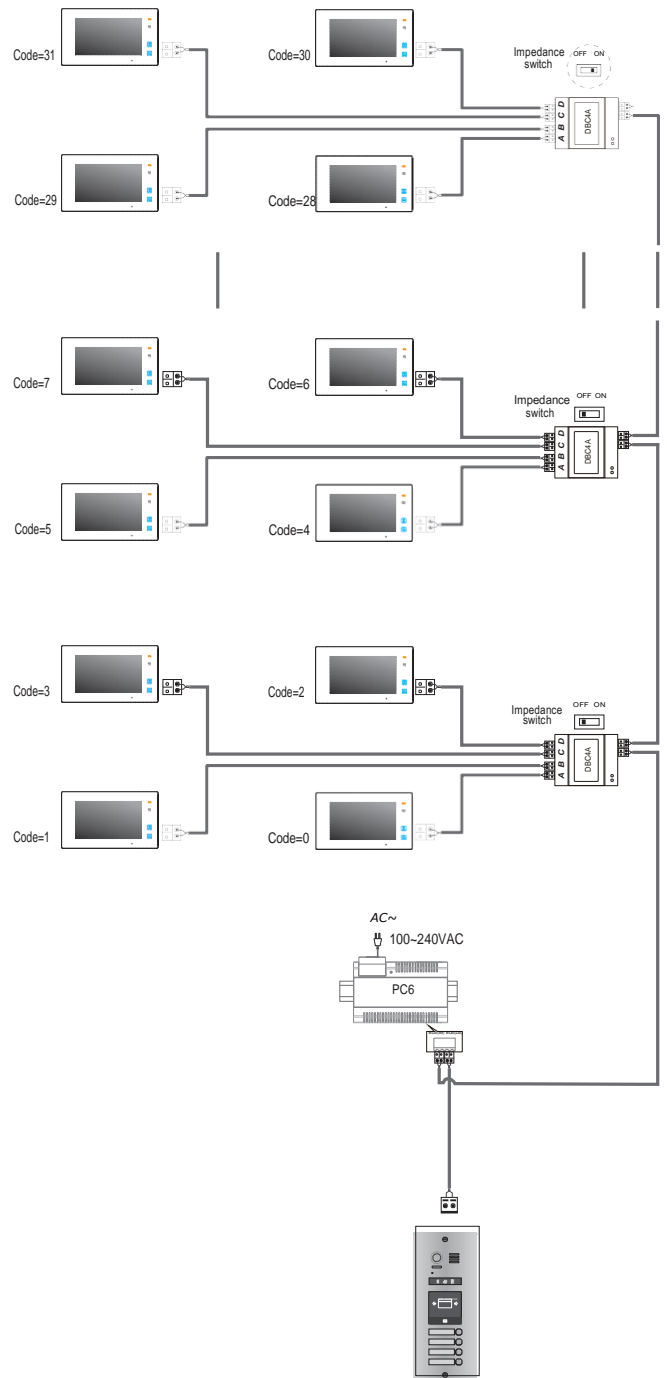 Code=31
Code=30
Impedance
switch
OFF ON
A B C D
DBC4A
Code=29
Code=28
Code=7
Code=6
Impedance
switch
OFF ON
A B C D
DBC4A
Code=5
Code=4
Code=3
Code=2
Impedance
switch
OFF ON
A B C D
DBC4A
Code=1
Code=0
AC~
100~240VAC
PC6